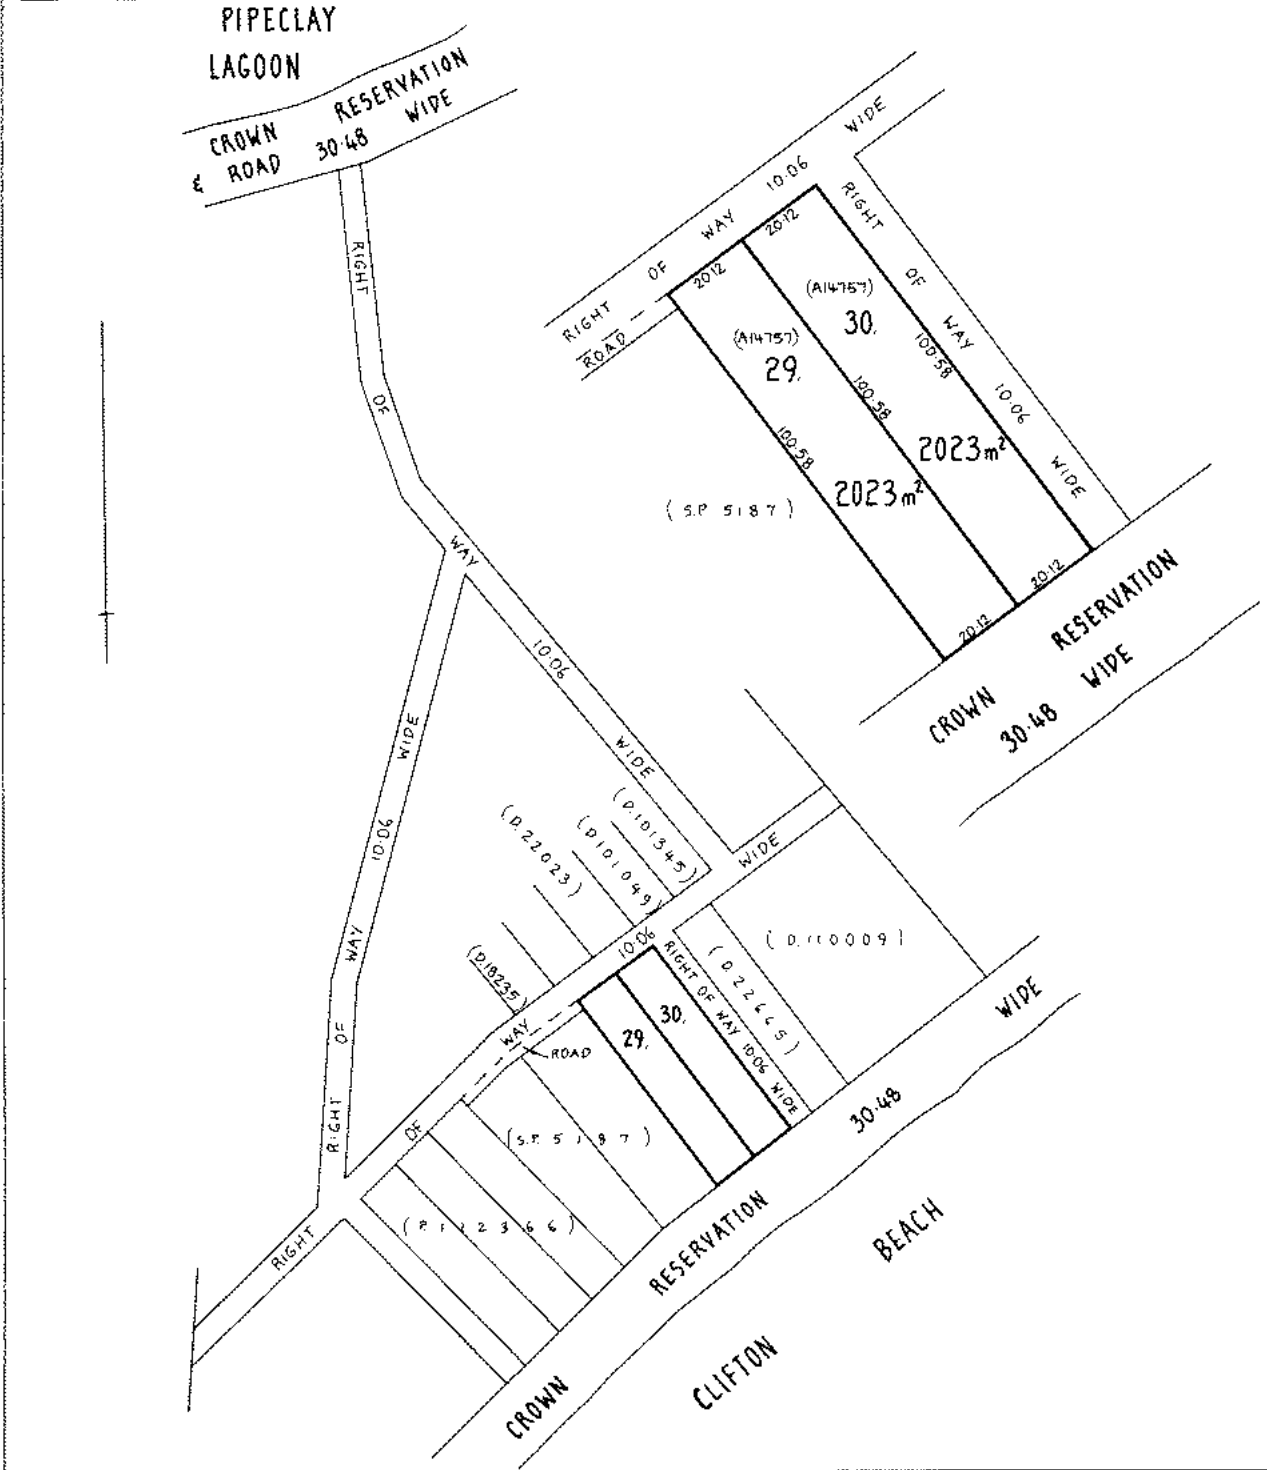 PIPECLAY
LAGOON
CROWN RESERVATION
& ROAD 30·48 WIDE
RIGHT OF WAY 10·06 WIDE
RIGHT OF WAY 10·06 WIDE
ROAD
RIGHT OF WAY 10·06 WIDE
20·12
20·12
(A14757)
30.
(A14757)
29.
100·58
100·58
100·58
2023m²
2023m²
(S.P. 5187)
20·12
20·12
CROWN RESERVATION
30·48 WIDE
RIGHT OF WAY 10·06 WIDE
(D.101345)
(D101049)
(D.22023)
(D.18235)
RIGHT OF WAY 10·06 WIDE
ROAD
29.
30.
RIGHT OF WAY 10·06 WIDE
(D.22665)
(D.110009)
(S.P. 5187)
CROWN RESERVATION 30·48 WIDE
CLIFTON BEACH